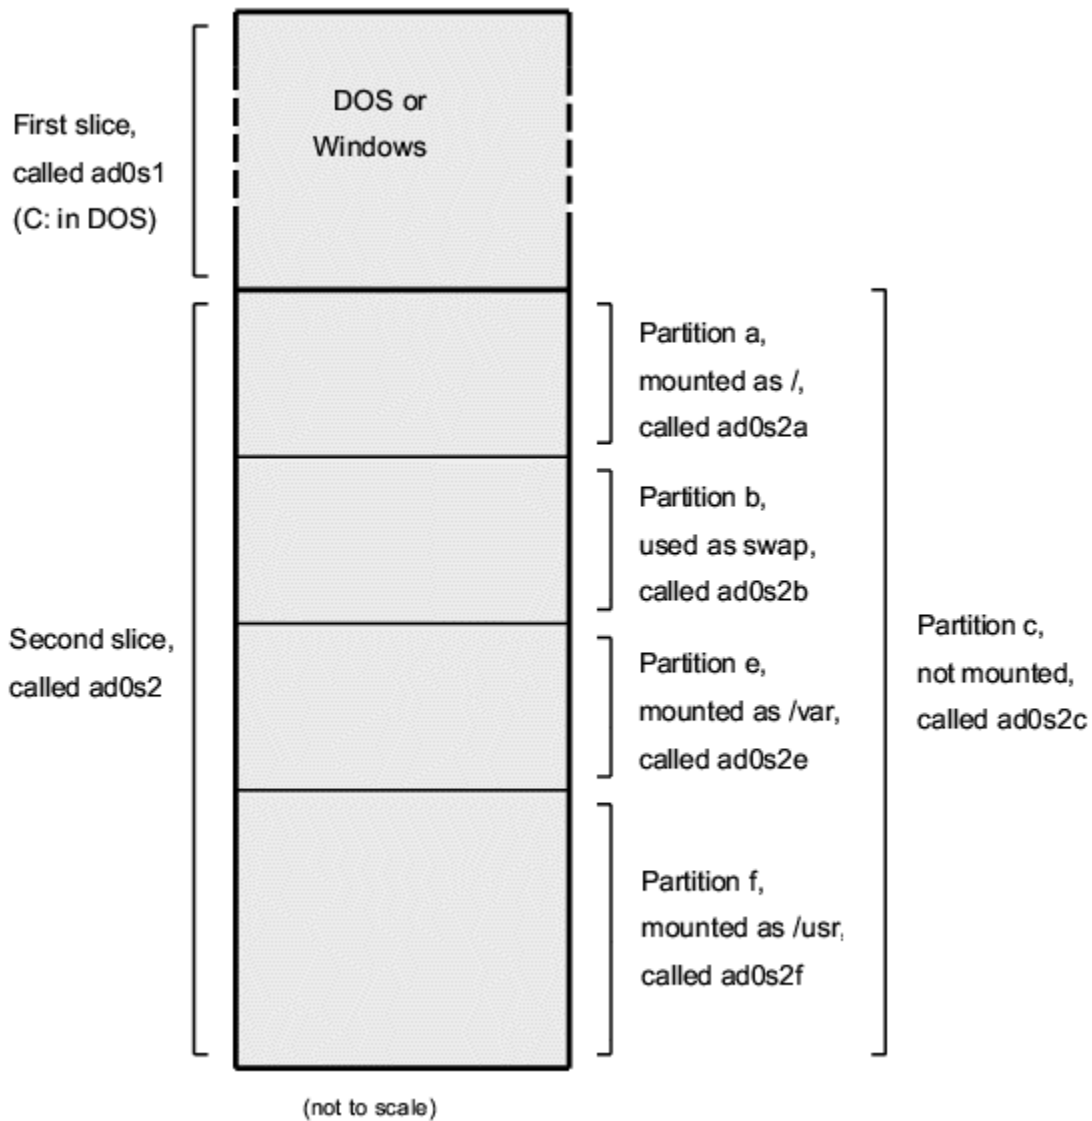 DOS or
Windows
First slice,
called ad0s1
(C: in DOS)
Partition a,
mounted as /,
called ad0s2a
Partition b,
used as swap,
called ad0s2b
Second slice,
called ad0s2
Partition e,
mounted as /var,
called ad0s2e
Partition c,
not mounted,
called ad0s2c
Partition f,
mounted as /usr,
called ad0s2f
(not to scale)